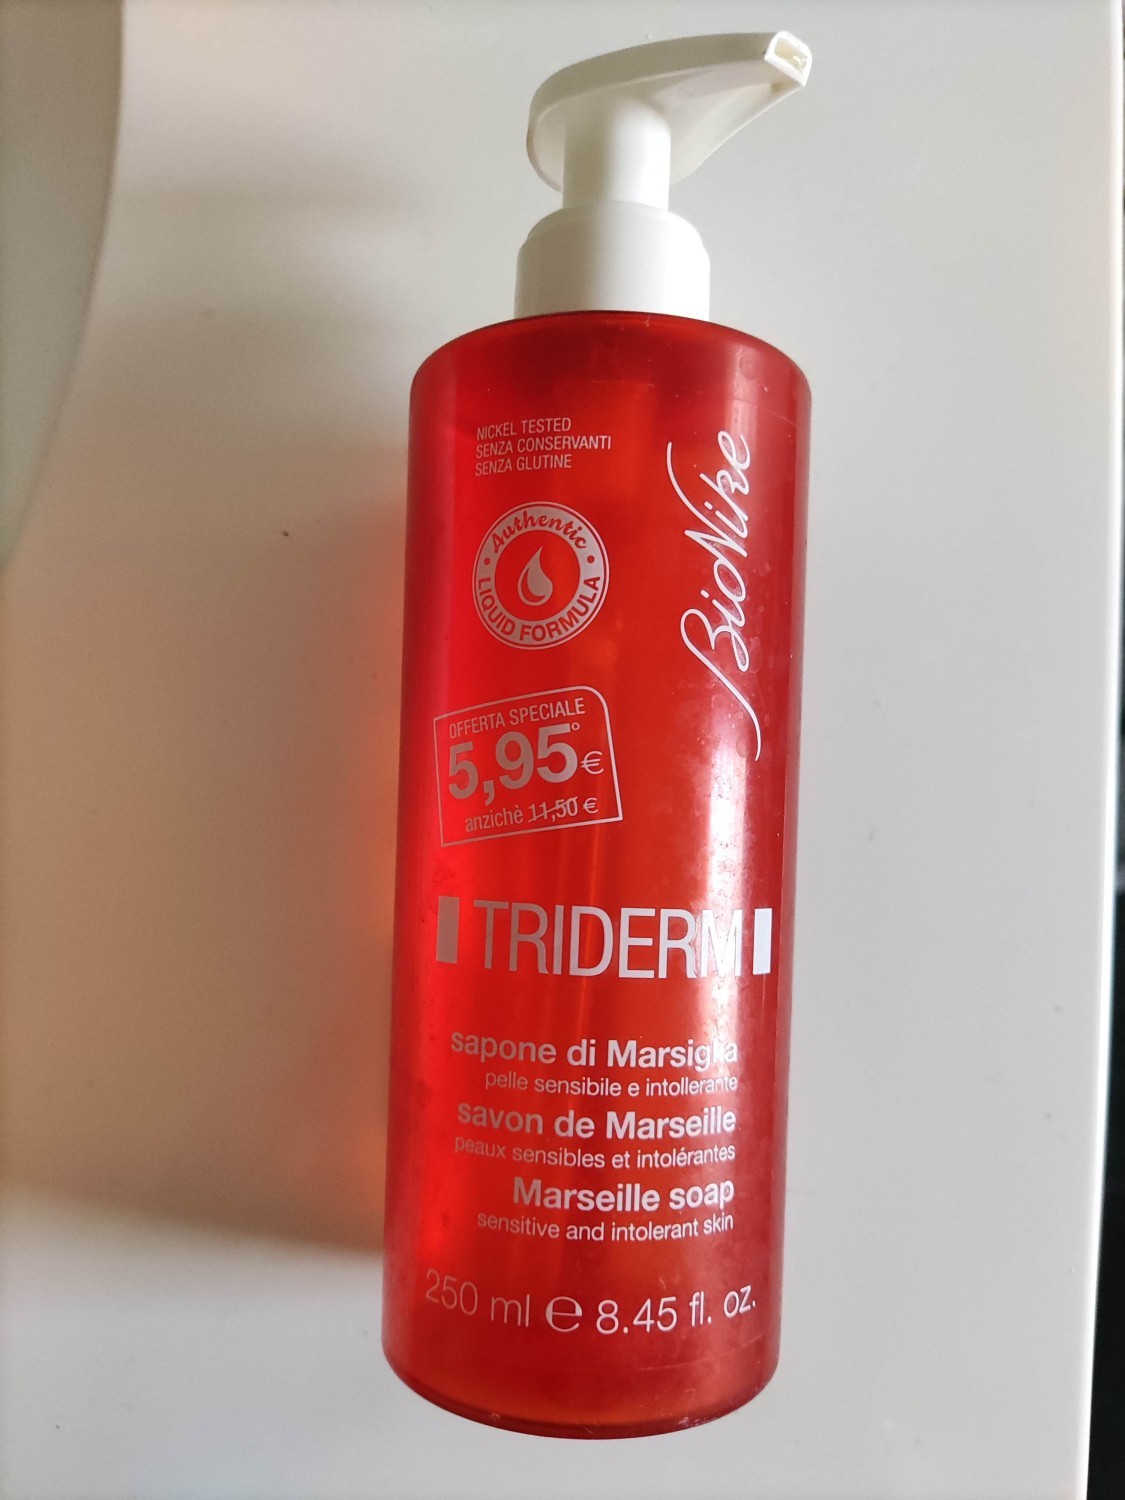 NICKEL TESTED
SENZA CONSERVANTI
SENZA GLUTINE
Authentic
LIQUID FORMULA
BioNike
OFFERTA SPECIALE
5,95°€
anzichè 11,50 €
TRIDERM
sapone di Marsiglia
pelle sensibile e intollerante
savon de Marseille
peaux sensibles et intolérantes
Marseille soap
sensitive and intolerant skin
250 ml e 8.45 fl. oz.